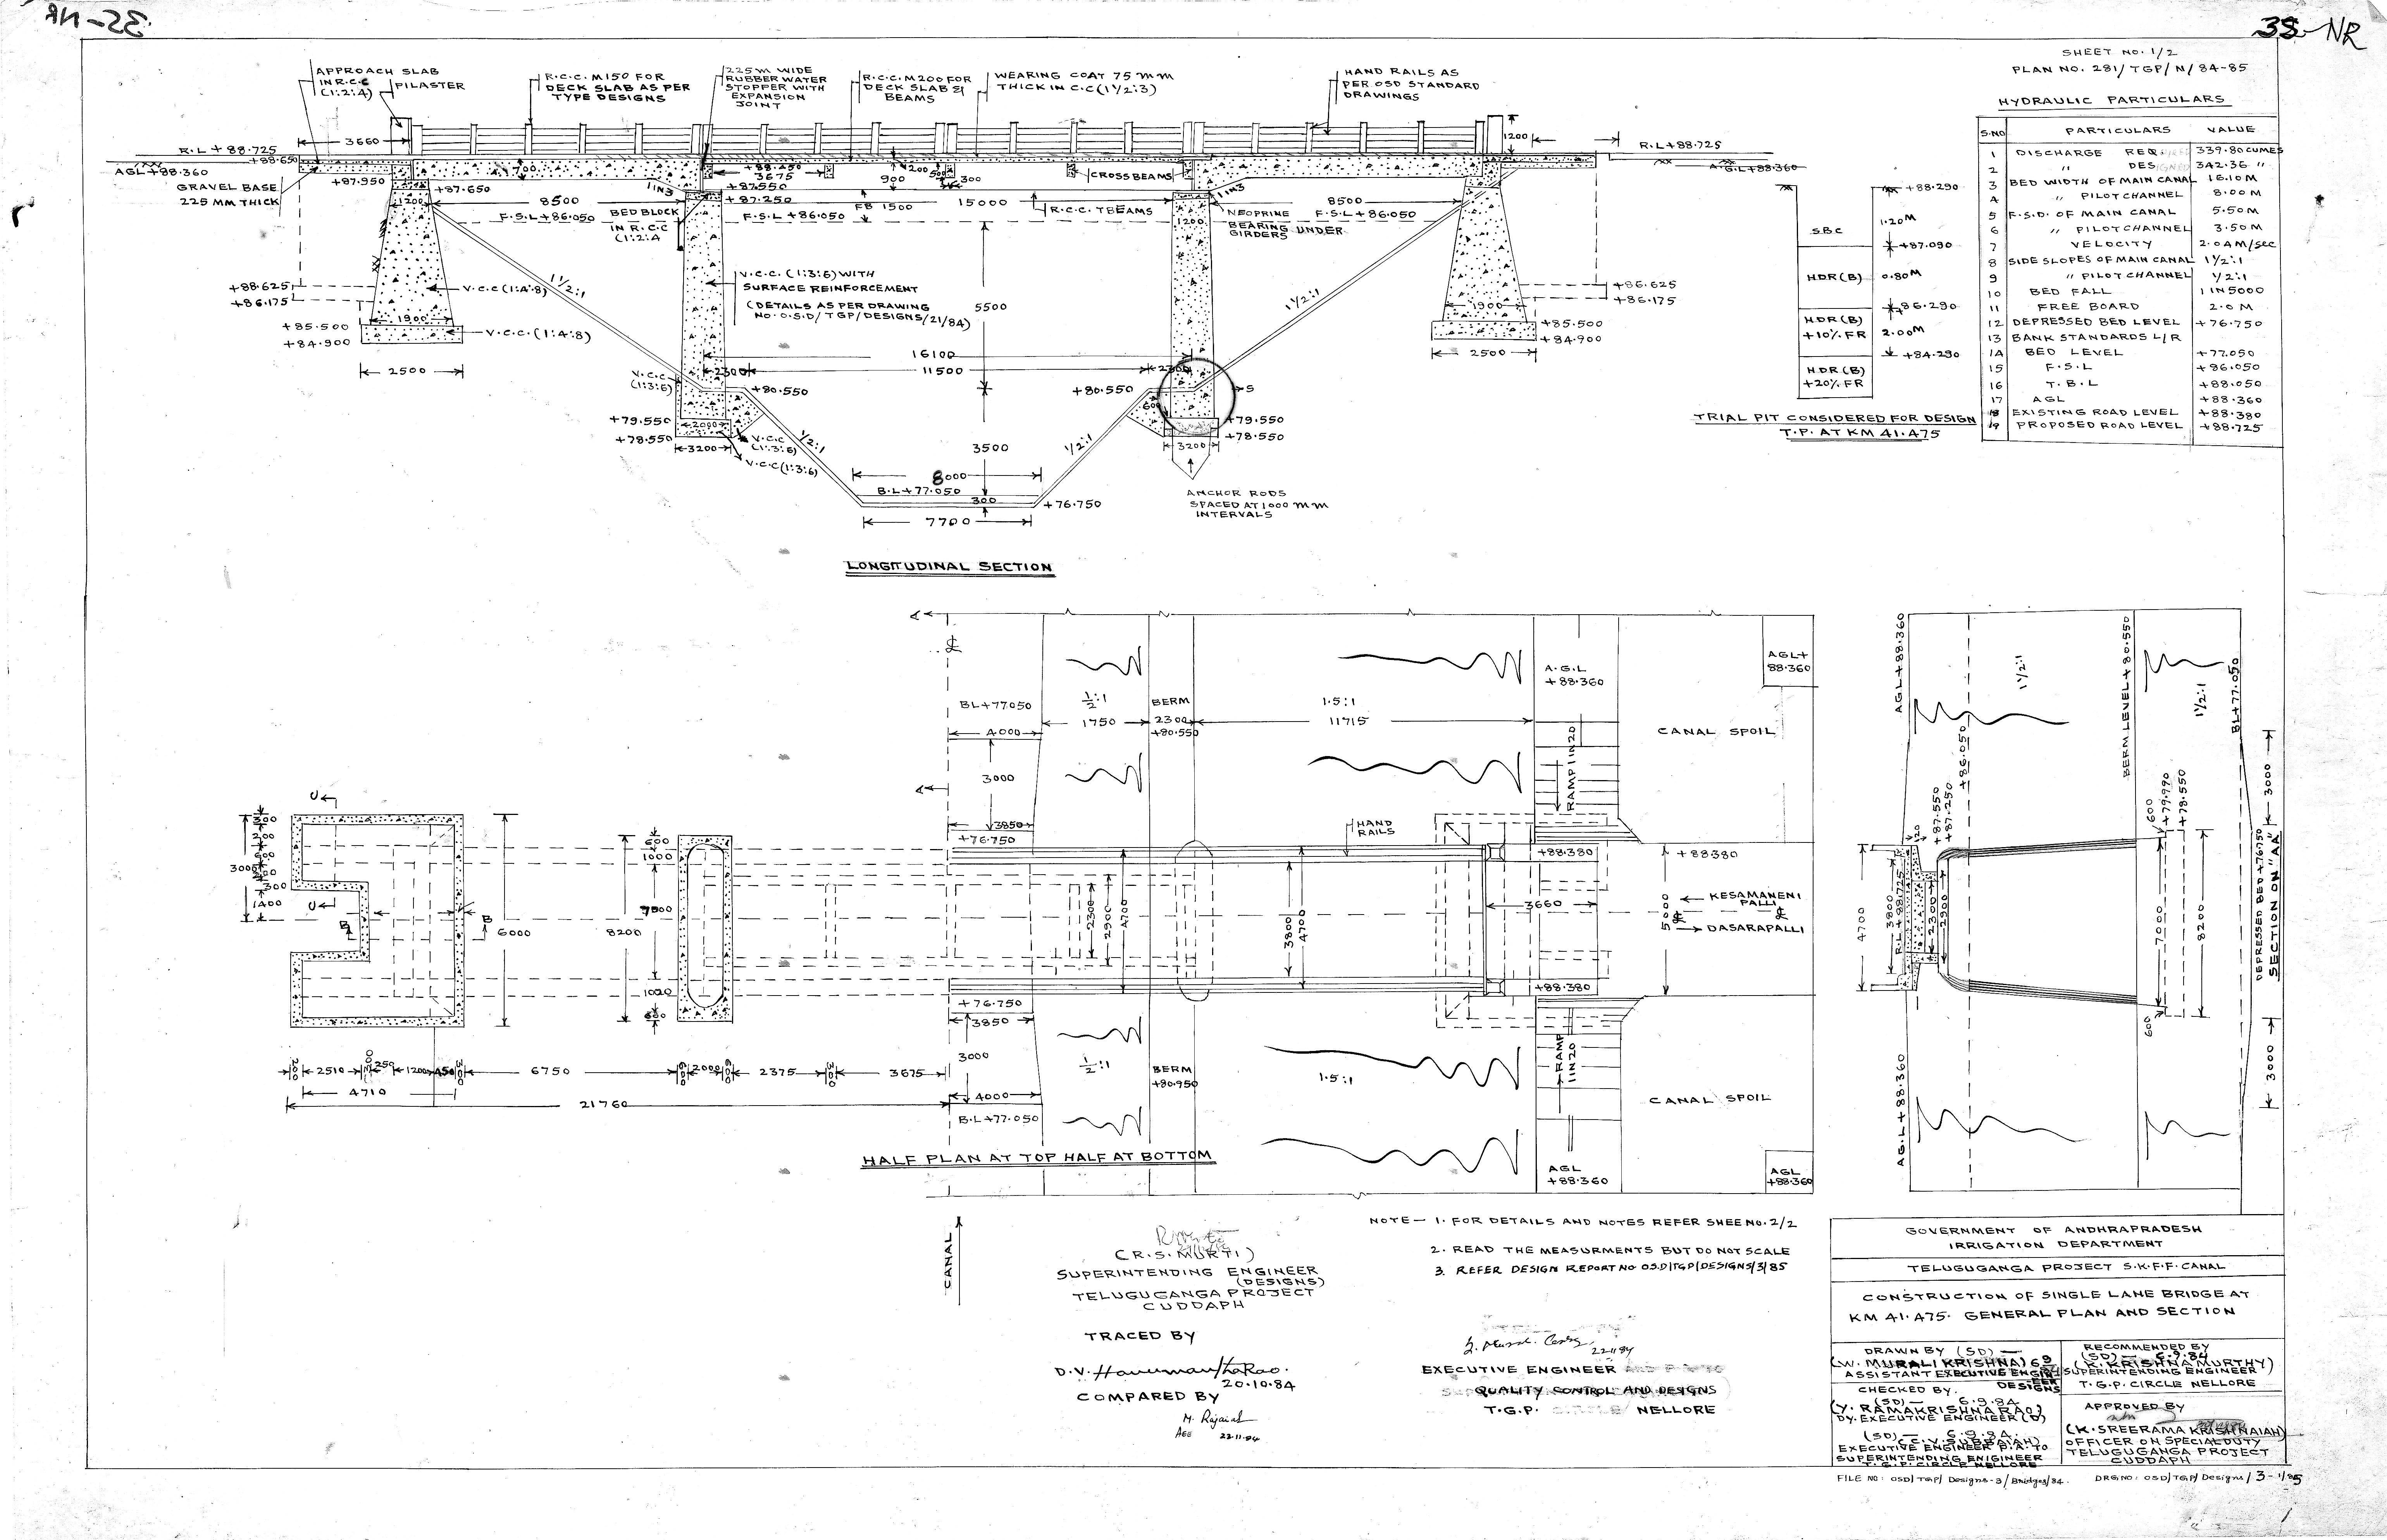 35-NR
38-NR
SHEET NO. 1/2
PLAN NO. 281/TGP/N/84-85
HYDRAULIC PARTICULARS
S.NO PARTICULARS VALUE
1 DISCHARGE REQ 339.80CUMES
2 " DES 342.36 "
3 BED WIDTH OF MAIN CANAL 16.10M
4 " PILOT CHANNEL 8.00M
5 F.S.D. OF MAIN CANAL 5.50M
6 " PILOT CHANNEL 3.50M
7 VELOCITY 2.04M/sec
8 SIDE SLOPES OF MAIN CANAL 1½:1
9 " PILOT CHANNEL ½:1
10 BED FALL 1 IN 5000
11 FREE BOARD 2.0M
12 DEPRESSED BED LEVEL +76.750
13 BANK STANDARDS L/R
14 BED LEVEL +77.050
15 F.S.L +86.050
16 T.B.L +88.050
17 AGL +88.360
18 EXISTING ROAD LEVEL +88.380
19 PROPOSED ROAD LEVEL +88.725
APPROACH SLAB
IN R.C.C
(1:2:4)
PILASTER
R.C.C. M150 FOR
DECK SLAB AS PER
TYPE DESIGNS
225M WIDE
RUBBER WATER
STOPPER WITH
EXPANSION
JOINT
R.C.C. M200 FOR
DECK SLAB &
BEAMS
WEARING COAT 75 MM
THICK IN C.C (1½:3)
HAND RAILS AS
PER OSD STANDARD
DRAWINGS
R.L + 88.725
3660
+88.650
AGL+88.360
GRAVEL BASE
225 MM THICK
+87.950
+87.650
1200
8500
F.S.L +86.050
700
1 IN 3
BED BLOCK
IN R.C.C
(1:2:4
3675
+87.550
+87.250
F.S.L +86.050
900
300
FB 1500
15000
R.C.C. T BEAMS
CROSS BEAMS
1200
1 IN 3
NEOPRINE
BEARING UNDER
GIRDERS
F.S.L +86.050
8500
1200
R.L+88.725
A.G.L+88.360
+88.625
+86.175
+85.500
+84.900
1900
2500
V.C.C (1:4:8)
V.C.C. (1:4:8)
1½:1
V.C.C. (1:3:6) WITH
SURFACE REINFORCEMENT
(DETAILS AS PER DRAWING
NO. O.S.D/TGP/DESIGNS/21/84)
5500
1½:1
16100
2300
11500
V.C.C
(1:3:6)
+80.550
+80.550
S
600
+79.550
+78.550
2000
3200
V.C.C
(1:3:6)
V.C.C (1:3:6)
1/2:1
3500
1/2:1
8000
B.L+77.050
300
+76.750
7700
+79.550
+78.550
3200
ANCHOR RODS
SPACED AT 1000 MM
INTERVALS
+86.625
+86.175
1900
+85.500
+84.900
2500
+88.290
S.B.C
1.20M
+87.090
HDR(B)
0.80M
+86.290
HDR(B)
+10% FR
2.00M
+84.290
HDR(B)
+20% FR
TRIAL PIT CONSIDERED FOR DESIGN
T.P. AT KM 41.475
LONGITUDINAL SECTION
BL+77050
4000
½:1
1750
BERM
2300
+80.550
1.5:1
11715
A.G.L
+88.360
AGL+
88.360
CANAL SPOIL
RAMP 1 IN 20
3000
3850
+76.750
HAND
RAILS
+88.380
+88380
KESAMANENI
PALLI
DASARAPALLI
3660
2300
2900
4700
3800
4700
+88.380
+76.750
3850
3000
4000
B.L+77.050
½:1
BERM
+80.950
1.5:1
RAMP
1 IN 20
CANAL SPOIL
AGL
+88.360
AGL
+88.360
300
200
600
300
3000
1400
B
B
6000
8200
600
1000
7000
1020
600
2510
250
1200
450
6750
2000
2375
3675
4710
21760
HALF PLAN AT TOP HALF AT BOTTOM
AGL+88.360
1½:1
BERM LEVEL+80.550
1½:1
BL+77.050
+86.050
+87.550
+87.250
600
+79.970
+78.550
3000
4700
3800
R.L+88.725
2300
2900
7000
8200
600
3000
DEPRESSED BED+76.750
SECTION ON "AA"
A.G.L+88.360
CANAL
(R.S. MURTI)
SUPERINTENDING ENGINEER
(DESIGNS)
TELUGUGANGA PROJECT
CUDDAPH
TRACED BY
D.V. Hanumantha Rao.
20.10.84
COMPARED BY
M. Rajaiah
AEE 22.11.84
NOTE— 1. FOR DETAILS AND NOTES REFER SHEE NO. 2/2
2. READ THE MEASURMENTS BUT DO NOT SCALE
3. REFER DESIGN REPORT NO OSD/TGP/DESIGNS/3/85
22.11.84
EXECUTIVE ENGINEER
QUALITY CONTROL AND DESIGNS
T.G.P. CIRCLE NELLORE
GOVERNMENT OF ANDHRAPRADESH
IRRIGATION DEPARTMENT
TELUGUGANGA PROJECT S.K.F.F. CANAL
CONSTRUCTION OF SINGLE LANE BRIDGE AT
KM 41.475. GENERAL PLAN AND SECTION
DRAWN BY (SD)—
(W. MURALI KRISHNA)
ASSISTANT EXECUTIVE ENGINEER
DESIGNS
CHECKED BY.
(SD)— 6.9.84
(Y. RAMAKRISHNA RAO)
DY. EXECUTIVE ENGINEER (D)
(SD)— 6.9.84.
(C.V. SUBBAIAH)
EXECUTIVE ENGINEER P.A. TO
SUPERINTENDING ENIGINEER
T.G.P. CIRCLE NELLORE
RECOMMENDED BY
(SD)— 6.9.84
(K. KRISHNA MURTHY)
SUPERINTENDING ENGINEER
T.G.P. CIRCLE NELLORE
APPROVED BY
(K. SREERAMA KRISHNAIAH)
OFFICER ON SPECIAL DUTY
TELUGUGANGA PROJECT
CUDDAPH
FILE NO: OSD/TGP/Designs-3/Bridges/84.
DRG NO: OSD/TGP/Designs/3-1/85